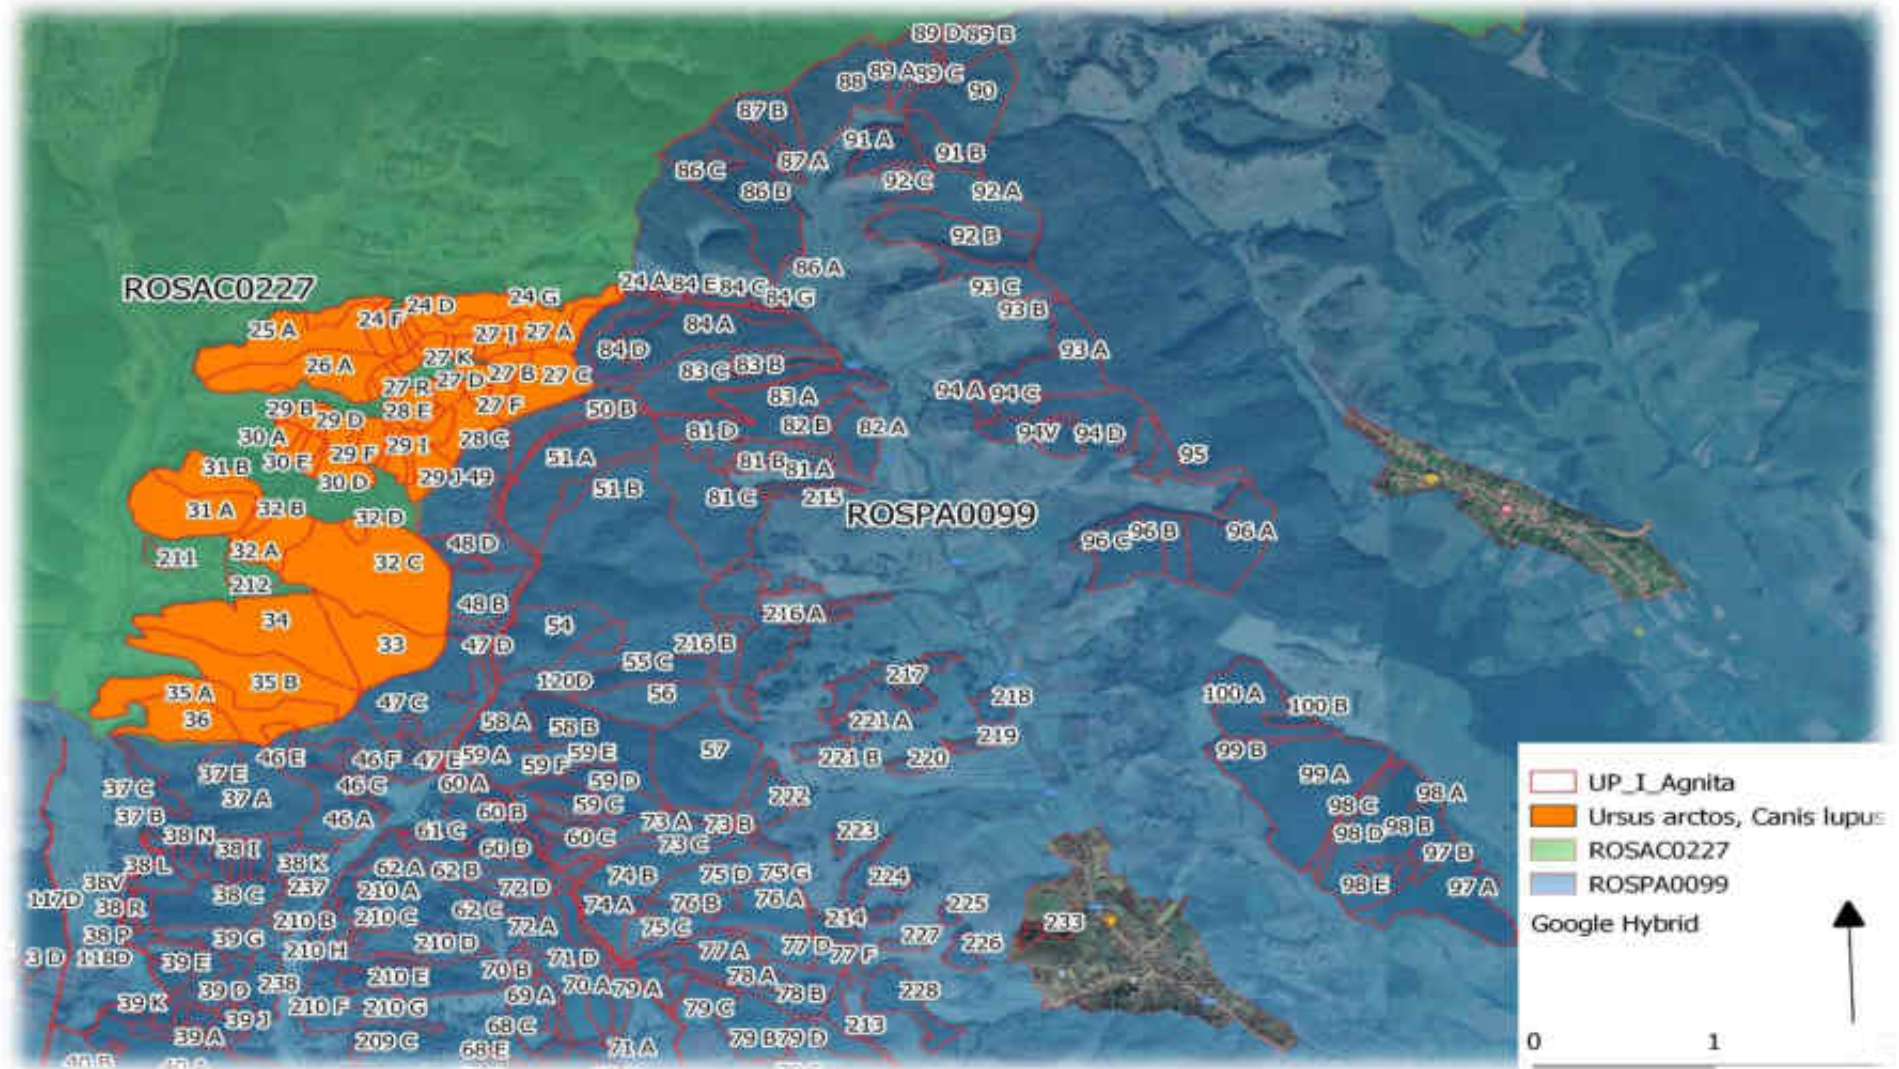 89 D 89 B
88 89 A 89 C
90
87 B
91 A
87 A 91 B
86 C
92 C
86 B 92 A
92 B
86 A
ROSAC0227
24 A 84 E 84 C 84 G
93 C
24 D 24 G
93 B
25 A 24 F
27 I 27 A 84 A
84 D 93 A
27 K
26 A 83 C 83 B
27 R 27 D 27 B 27 C
94 A 94 C
83 A
29 B 28 E 27 F 50 B
29 D
82 B 82 A
30 A 28 C 81 D
94V 94 D
29 F 29 I
95
31 B 30 E 51 A 81 B 81 A
30 D 29 J 49
51 B 81 C 215
31 A 32 B 32 D
ROSPA0099
96 C 96 B 96 A
48 D
211 32 A 32 C
212
48 B
34 54 216 A
33 47 D 216 B
55 C
217
35 A 35 B 120D 56
218
100 A
100 B
47 C
36 58 A 58 B 221 A
219
46 E 46 F 47 E 59 A 59 F 59 E 57
221 B 220
99 B
37 E
37 C 37 A 46 C 60 A 59 D
222
99 A
98 A
UP_I_Agnita
37 B 46 A 60 B 59 C
98 C
Ursus arctos, Canis lupus
38 N 61 C 60 C 73 A 73 B
223
98 D 98 B
38 I 60 D 73 C
ROSAC0227
97 B
38 L 38 K 62 A 62 B 74 B 75 D 75 G
224
38V 237 210 A 72 D
98 E 97 A
ROSPA0099
117D 38 R 38 C 62 C 74 A 76 B 76 A
225
210 B 210 C 72 A 75 C 214
233
Google Hybrid
38 P 39 G 210 H 210 D 77 A 77 D 77 F 227 226
3 D 118D 39 E 71 D
210 E 70 B 78 A
39 D 238 70 A 79 A 78 B 228
39 K 210 F 210 G 69 A 79 C
39 J 68 C 213
39 A 209 C 68 E 71 A 79 B 79 D
0 1